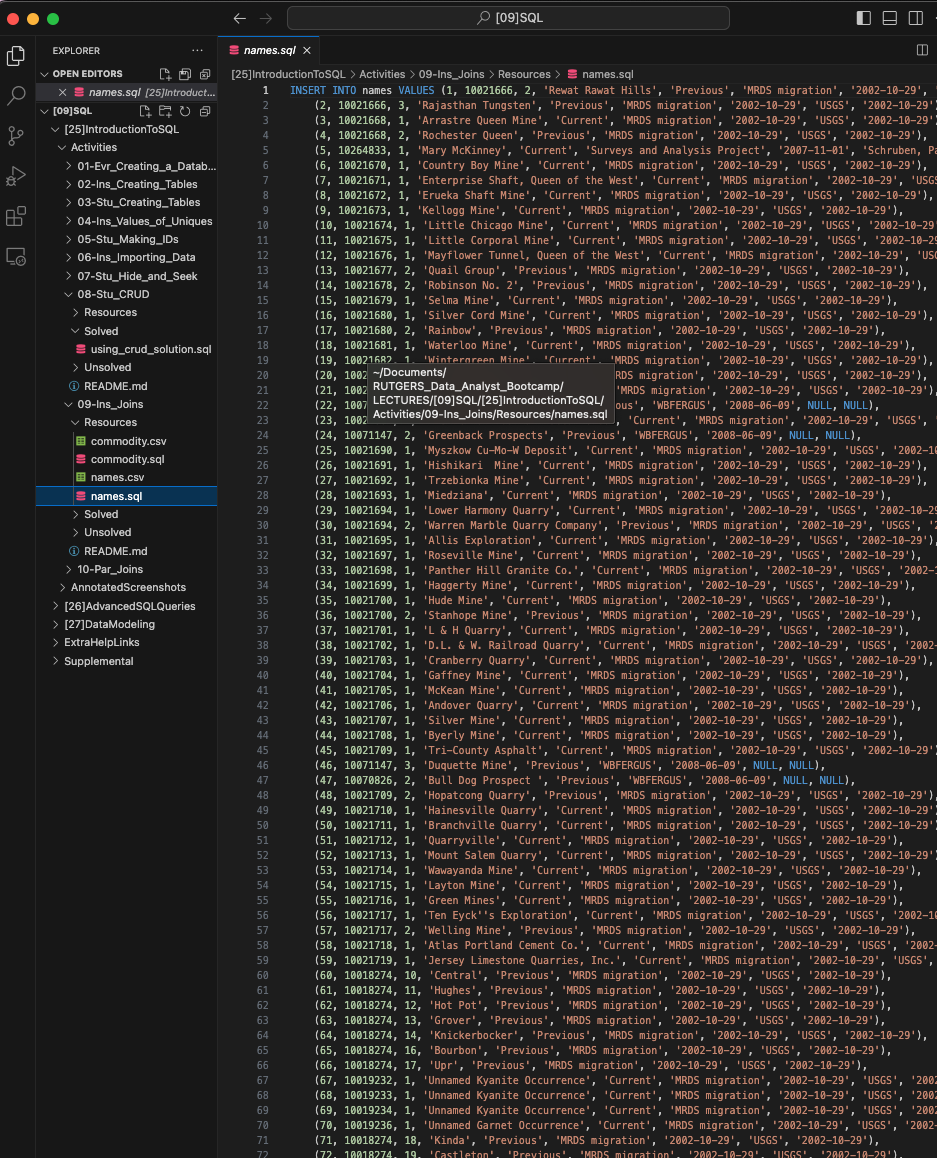 [09]SQL
EXPLORER
OPEN EDITORS
names.sql [25]Introduct...
[09]SQL
[25]IntroductionToSQL
Activities
01-Evr_Creating_a_Datab...
02-Ins_Creating_Tables
03-Stu_Creating_Tables
04-Ins_Values_of_Uniques
05-Stu_Making_IDs
06-Ins_Importing_Data
07-Stu_Hide_and_Seek
08-Stu_CRUD
Resources
Solved
using_crud_solution.sql
Unsolved
README.md
09-Ins_Joins
Resources
commodity.csv
commodity.sql
names.csv
names.sql
Solved
Unsolved
README.md
10-Par_Joins
AnnotatedScreenshots
[26]AdvancedSQLQueries
[27]DataModeling
ExtraHelpLinks
Supplemental
names.sql
[25]IntroductionToSQL > Activities > 09-Ins_Joins > Resources > names.sql
1 INSERT INTO names VALUES (1, 10021666, 2, 'Rewat Rawat Hills', 'Previous', 'MRDS migration', '2002-10-29',
2 (2, 10021666, 3, 'Rajasthan Tungsten', 'Previous', 'MRDS migration', '2002-10-29', 'USGS', '2002-10-
3 (3, 10021668, 1, 'Arrastre Queen Mine', 'Current', 'MRDS migration', '2002-10-29', 'USGS', '2002-10-
4 (4, 10021668, 2, 'Rochester Queen', 'Previous', 'MRDS migration', '2002-10-29', 'USGS', '2002-10-29'),
5 (5, 10264833, 1, 'Mary McKinney', 'Current', 'Surveys and Analysis Project', '2007-11-01', 'Schruben, Pa
6 (6, 10021670, 1, 'Country Boy Mine', 'Current', 'MRDS migration', '2002-10-29', 'USGS', '2002-10-29'),
7 (7, 10021671, 1, 'Enterprise Shaft, Queen of the West', 'Current', 'MRDS migration', '2002-10-29', 'USGS
8 (8, 10021672, 1, 'Erueka Shaft Mine', 'Current', 'MRDS migration', '2002-10-29', 'USGS', '2002-10-29'),
9 (9, 10021673, 1, 'Kellogg Mine', 'Current', 'MRDS migration', '2002-10-29', 'USGS', '2002-10-29'),
10 (10, 10021674, 1, 'Little Chicago Mine', 'Current', 'MRDS migration', '2002-10-29', 'USGS', '2002-10-29'
11 (11, 10021675, 1, 'Little Corporal Mine', 'Current', 'MRDS migration', '2002-10-29', 'USGS', '2002-10-29
12 (12, 10021676, 1, 'Mayflower Tunnel, Queen of the West', 'Current', 'MRDS migration', '2002-10-29', 'USG
13 (13, 10021677, 2, 'Quail Group', 'Previous', 'MRDS migration', '2002-10-29', 'USGS', '2002-10-29'),
14 (14, 10021678, 2, 'Robinson No. 2', 'Previous', 'MRDS migration', '2002-10-29', 'USGS', '2002-10-29'),
15 (15, 10021679, 1, 'Selma Mine', 'Current', 'MRDS migration', '2002-10-29', 'USGS', '2002-10-29'),
16 (16, 10021680, 1, 'Silver Cord Mine', 'Current', 'MRDS migration', '2002-10-29', 'USGS', '2002-10-29'),
17 (17, 10021680, 2, 'Rainbow', 'Previous', 'MRDS migration', '2002-10-29', 'USGS', '2002-10-29'),
18 (18, 10021681, 1, 'Waterloo Mine', 'Current', 'MRDS migration', '2002-10-29', 'USGS', '2002-10-29'),
19 (19, 10021682, 1, 'Wintergreen Mine', 'Current', 'MRDS migration', '2002-10-29', 'USGS', '2002-10-29'),
~/Documents/
RUTGERS_Data_Analyst_Bootcamp/
LECTURES/[09]SQL/[25]IntroductionToSQL/
Activities/09-Ins_Joins/Resources/names.sql
20 (20, 1002 MRDS migration', '2002-10-29', 'USGS', '2002-10-29'),
21 (21, 1002 MRDS migration', '2002-10-29', 'USGS', '2002-10-29'),
22 (22, 1007 'WBFERGUS', '2008-06-09', NULL, NULL),
23 (23, 1002 'Current', 'MRDS migration', '2002-10-29', 'USGS',
24 (24, 10071147, 2, 'Greenback Prospects', 'Previous', 'WBFERGUS', '2008-06-09', NULL, NULL),
25 (25, 10021690, 1, 'Myszkow Cu-Mo-W Deposit', 'Current', 'MRDS migration', '2002-10-29', 'USGS', '2002-10
26 (26, 10021691, 1, 'Hishikari  Mine', 'Current', 'MRDS migration', '2002-10-29', 'USGS', '2002-10-29'),
27 (27, 10021692, 1, 'Trzebionka Mine', 'Current', 'MRDS migration', '2002-10-29', 'USGS', '2002-10-29'),
28 (28, 10021693, 1, 'Miedziana', 'Current', 'MRDS migration', '2002-10-29', 'USGS', '2002-10-29'),
29 (29, 10021694, 1, 'Lower Harmony Quarry', 'Current', 'MRDS migration', '2002-10-29', 'USGS', '2002-10-29
30 (30, 10021694, 2, 'Warren Marble Quarry Company', 'Previous', 'MRDS migration', '2002-10-29', 'USGS', '2
31 (31, 10021695, 1, 'Allis Exploration', 'Current', 'MRDS migration', '2002-10-29', 'USGS', '2002-10-29'),
32 (32, 10021697, 1, 'Roseville Mine', 'Current', 'MRDS migration', '2002-10-29', 'USGS', '2002-10-29'),
33 (33, 10021698, 1, 'Panther Hill Granite Co.', 'Current', 'MRDS migration', '2002-10-29', 'USGS', '2002-1
34 (34, 10021699, 1, 'Haggerty Mine', 'Current', 'MRDS migration', '2002-10-29', 'USGS', '2002-10-29'),
35 (35, 10021700, 1, 'Hude Mine', 'Current', 'MRDS migration', '2002-10-29', 'USGS', '2002-10-29'),
36 (36, 10021700, 2, 'Stanhope Mine', 'Previous', 'MRDS migration', '2002-10-29', 'USGS', '2002-10-29'),
37 (37, 10021701, 1, 'L & H Quarry', 'Current', 'MRDS migration', '2002-10-29', 'USGS', '2002-10-29'),
38 (38, 10021702, 1, 'D.L. & W. Railroad Quarry', 'Current', 'MRDS migration', '2002-10-29', 'USGS', '2002-
39 (39, 10021703, 1, 'Cranberry Quarry', 'Current', 'MRDS migration', '2002-10-29', 'USGS', '2002-10-29'),
40 (40, 10021704, 1, 'Gaffney Mine', 'Current', 'MRDS migration', '2002-10-29', 'USGS', '2002-10-29'),
41 (41, 10021705, 1, 'McKean Mine', 'Current', 'MRDS migration', '2002-10-29', 'USGS', '2002-10-29'),
42 (42, 10021706, 1, 'Andover Quarry', 'Current', 'MRDS migration', '2002-10-29', 'USGS', '2002-10-29'),
43 (43, 10021707, 1, 'Silver Mine', 'Current', 'MRDS migration', '2002-10-29', 'USGS', '2002-10-29'),
44 (44, 10021708, 1, 'Byerly Mine', 'Current', 'MRDS migration', '2002-10-29', 'USGS', '2002-10-29'),
45 (45, 10021709, 1, 'Tri-County Asphalt', 'Current', 'MRDS migration', '2002-10-29', 'USGS', '2002-10-29')
46 (46, 10071147, 3, 'Duquette Mine', 'Previous', 'WBFERGUS', '2008-06-09', NULL, NULL),
47 (47, 10070826, 2, 'Bull Dog Prospect ', 'Previous', 'WBFERGUS', '2008-06-09', NULL, NULL),
48 (48, 10021709, 2, 'Hopatcong Quarry', 'Previous', 'MRDS migration', '2002-10-29', 'USGS', '2002-10-29'),
49 (49, 10021710, 1, 'Hainesville Quarry', 'Current', 'MRDS migration', '2002-10-29', 'USGS', '2002-10-29')
50 (50, 10021711, 1, 'Branchville Quarry', 'Current', 'MRDS migration', '2002-10-29', 'USGS', '2002-10-29')
51 (51, 10021712, 1, 'Quarryville', 'Current', 'MRDS migration', '2002-10-29', 'USGS', '2002-10-29'),
52 (52, 10021713, 1, 'Mount Salem Quarry', 'Current', 'MRDS migration', '2002-10-29', 'USGS', '2002-10-29')
53 (53, 10021714, 1, 'Wawayanda Mine', 'Current', 'MRDS migration', '2002-10-29', 'USGS', '2002-10-29'),
54 (54, 10021715, 1, 'Layton Mine', 'Current', 'MRDS migration', '2002-10-29', 'USGS', '2002-10-29'),
55 (55, 10021716, 1, 'Green Mines', 'Current', 'MRDS migration', '2002-10-29', 'USGS', '2002-10-29'),
56 (56, 10021717, 1, 'Ten Eyck''s Exploration', 'Current', 'MRDS migration', '2002-10-29', 'USGS', '2002-10
57 (57, 10021717, 2, 'Welling Mine', 'Previous', 'MRDS migration', '2002-10-29', 'USGS', '2002-10-29'),
58 (58, 10021718, 1, 'Atlas Portland Cement Co.', 'Current', 'MRDS migration', '2002-10-29', 'USGS', '2002-
59 (59, 10021719, 1, 'Jersey Limestone Quarries, Inc.', 'Current', 'MRDS migration', '2002-10-29', 'USGS',
60 (60, 10018274, 10, 'Central', 'Previous', 'MRDS migration', '2002-10-29', 'USGS', '2002-10-29'),
61 (61, 10018274, 11, 'Hughes', 'Previous', 'MRDS migration', '2002-10-29', 'USGS', '2002-10-29'),
62 (62, 10018274, 12, 'Hot Pot', 'Previous', 'MRDS migration', '2002-10-29', 'USGS', '2002-10-29'),
63 (63, 10018274, 13, 'Grover', 'Previous', 'MRDS migration', '2002-10-29', 'USGS', '2002-10-29'),
64 (64, 10018274, 14, 'Knickerbocker', 'Previous', 'MRDS migration', '2002-10-29', 'USGS', '2002-10-29'),
65 (65, 10018274, 16, 'Bourbon', 'Previous', 'MRDS migration', '2002-10-29', 'USGS', '2002-10-29'),
66 (66, 10018274, 17, 'Upr', 'Previous', 'MRDS migration', '2002-10-29', 'USGS', '2002-10-29'),
67 (67, 10019232, 1, 'Unnamed Kyanite Occurrence', 'Current', 'MRDS migration', '2002-10-29', 'USGS', '2002
68 (68, 10019233, 1, 'Unnamed Kyanite Occurrence', 'Current', 'MRDS migration', '2002-10-29', 'USGS', '2002
69 (69, 10019234, 1, 'Unnamed Kyanite Occurrence', 'Current', 'MRDS migration', '2002-10-29', 'USGS', '2002
70 (70, 10019236, 1, 'Unnamed Garnet Occurrence', 'Current', 'MRDS migration', '2002-10-29', 'USGS', '2002-
71 (71, 10018274, 18, 'Kinda', 'Previous', 'MRDS migration', '2002-10-29', 'USGS', '2002-10-29'),
72 (72, 10018274, 19, 'Castleton', 'Previous', 'MRDS migration', '2002-10-29', 'USGS', '2002-10-29'),